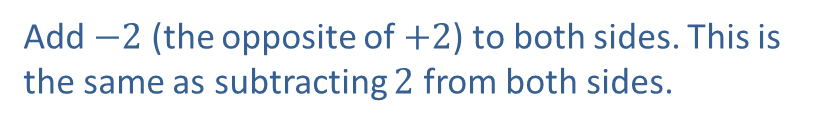 Add −2 (the opposite of +2) to both sides. This is
the same as subtracting 2 from both sides.